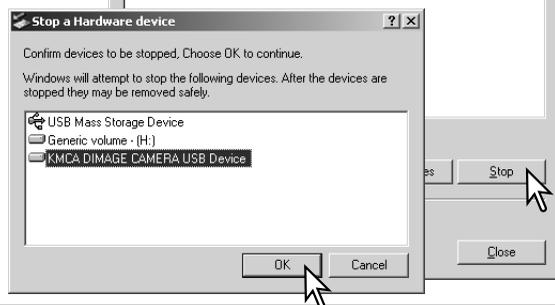 Stop a Hardware device
Confirm devices to be stopped, Choose OK to continue.
Windows will attempt to stop the following devices. After the devices are
stopped they may be removed safely.
USB Mass Storage Device
Generic volume - (H:)
KMCA DIMAGE CAMERA USB Device
OK
Cancel
es
Stop
Close